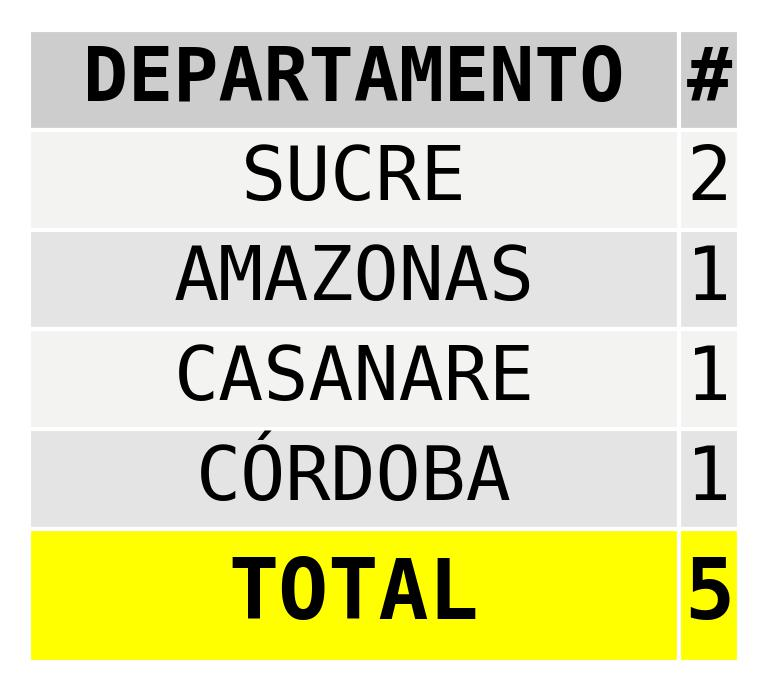 DEPARTAMENTO #
SUCRE 2
AMAZONAS 1
CASANARE 1
CÓRDOBA 1
TOTAL 5